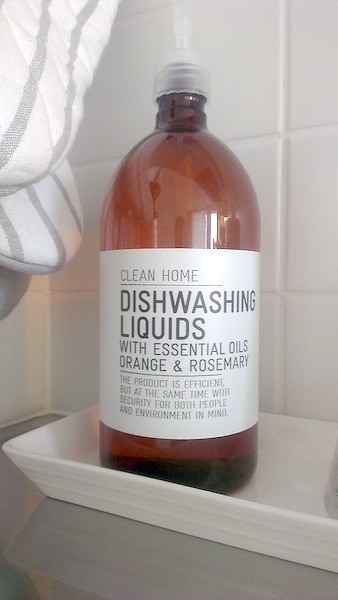 CLEAN HOME
DISHWASHING
LIQUIDS
WITH ESSENTIAL OILS
ORANGE & ROSEMARY
THE PRODUCT IS EFFICIENT,
BUT AT THE SAME TIME WITH
SECURITY FOR BOTH PEOPLE
AND ENVIRONMENT IN MIND.